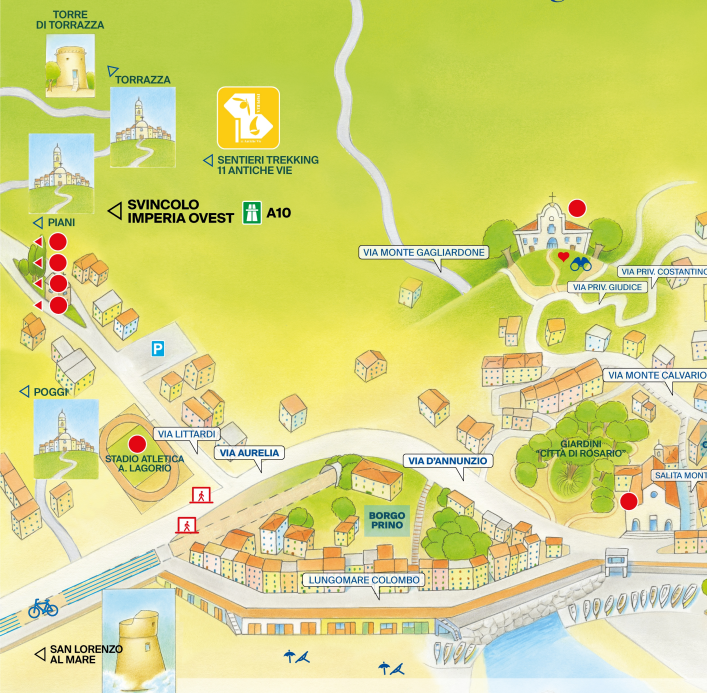 TORRE
DI TORRAZZA
TORRAZZA
SENTIERI TREKKING
11 ANTICHE VIE
SVINCOLO
IMPERIA OVEST
A10
PIANI
VIA MONTE GAGLIARDONE
VIA PRIV. COSTANTINO
VIA PRIV. GIUDICE
P
VIA MONTE CALVARIO
POGGI
VIA LITTARDI
STADIO ATLETICA
A. LAGORIO
VIA AURELIA
VIA D'ANNUNZIO
GIARDINI
"CITTÀ DI ROSARIO"
SALITA MONT
BORGO
PRINO
LUNGOMARE COLOMBO
SAN LORENZO
AL MARE